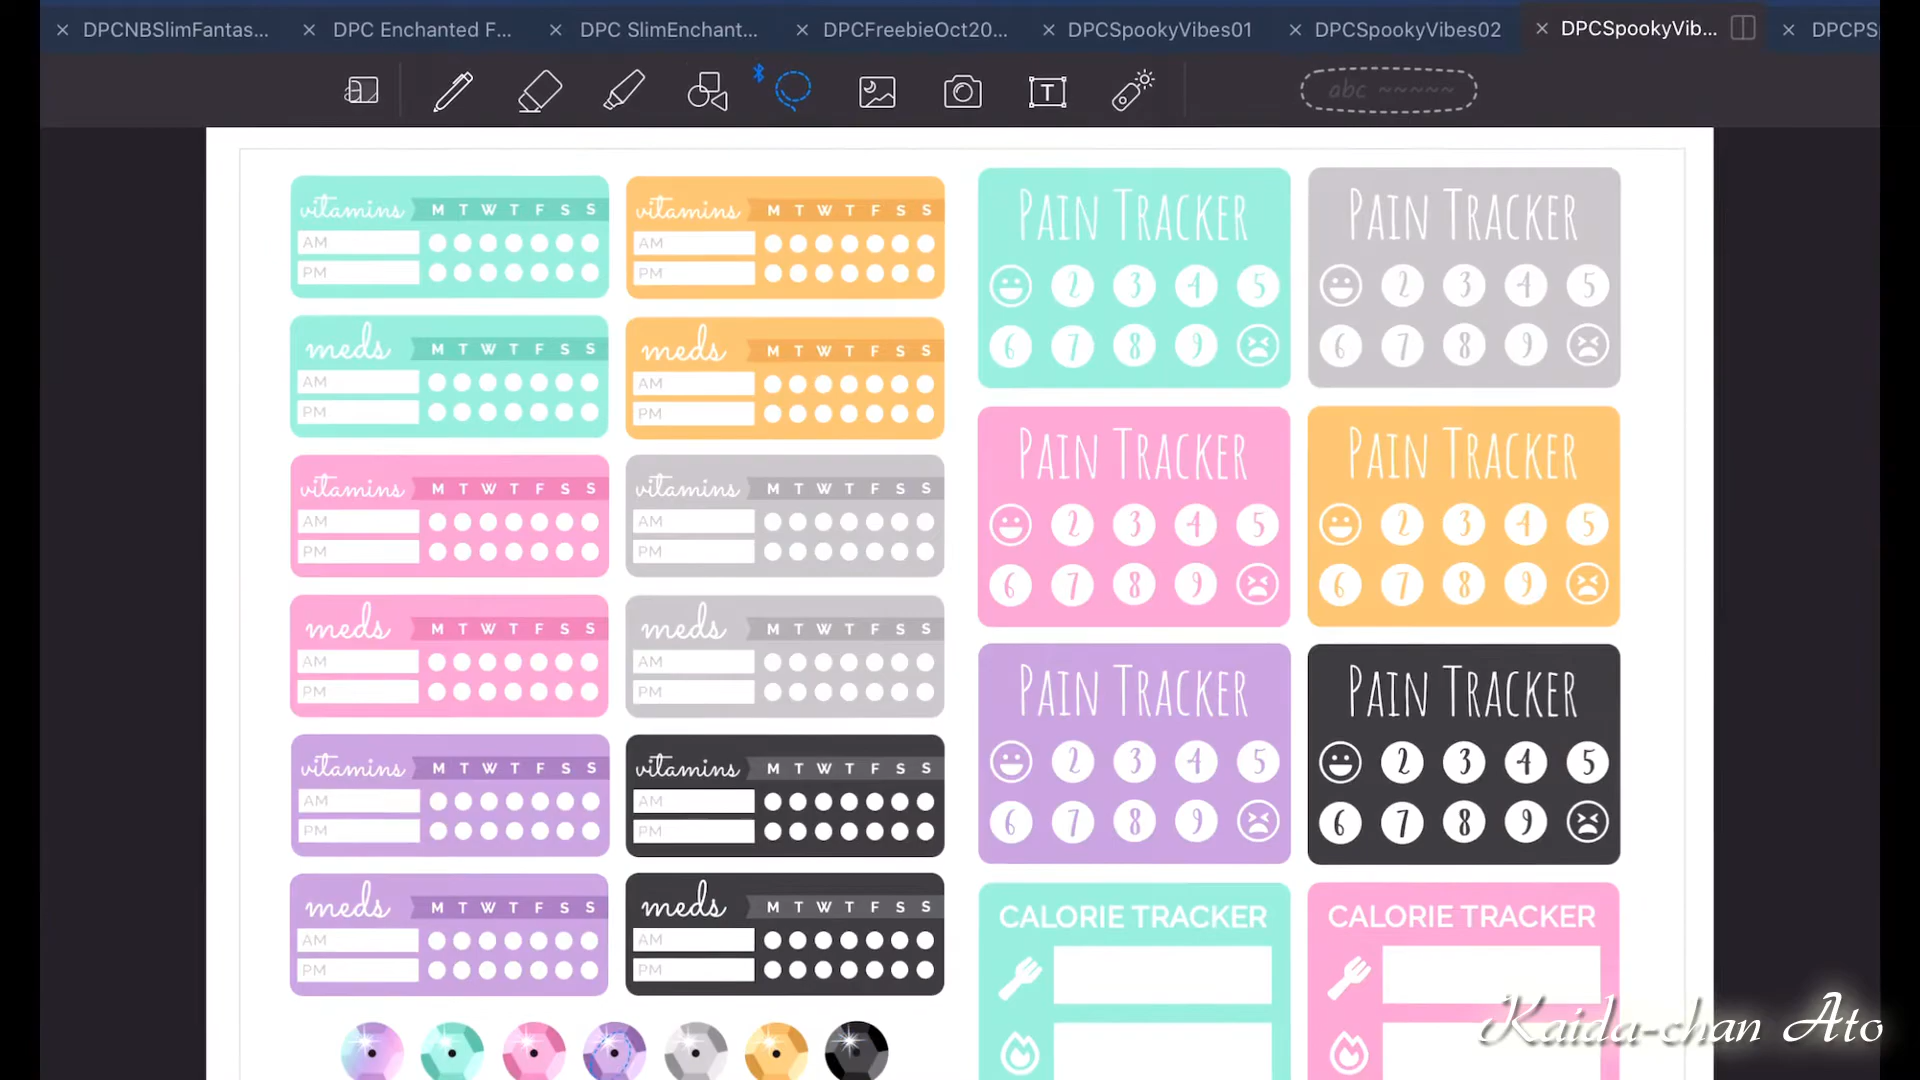 DPCNBSlimFantas...
DPC Enchanted F...
DPC SlimEnchant...
DPCFreebieOct20...
DPCSpookyVibes01
DPCSpookyVibes02
DPCSpookyVib...
DPCPS
abc
T
vitamins M T W T F S S
AM
PM
meds M T W T F S S
AM
PM
vitamins M T W T F S S
AM
PM
meds M T W T F S S
AM
PM
vitamins M T W T F S S
AM
PM
meds M T W T F S S
AM
PM
vitamins M T W T F S S
AM
PM
meds M T W T F S S
AM
PM
vitamins M T W T F S S
AM
PM
meds M T W T F S S
AM
PM
vitamins M T W T F S S
AM
PM
meds M T W T F S S
AM
PM
PAIN TRACKER
2 3 4 5
6 7 8 9
PAIN TRACKER
2 3 4 5
6 7 8 9
PAIN TRACKER
2 3 4 5
6 7 8 9
PAIN TRACKER
2 3 4 5
6 7 8 9
PAIN TRACKER
2 3 4 5
6 7 8 9
PAIN TRACKER
2 3 4 5
6 7 8 9
CALORIE TRACKER
CALORIE TRACKER
Kaida-chan Ato